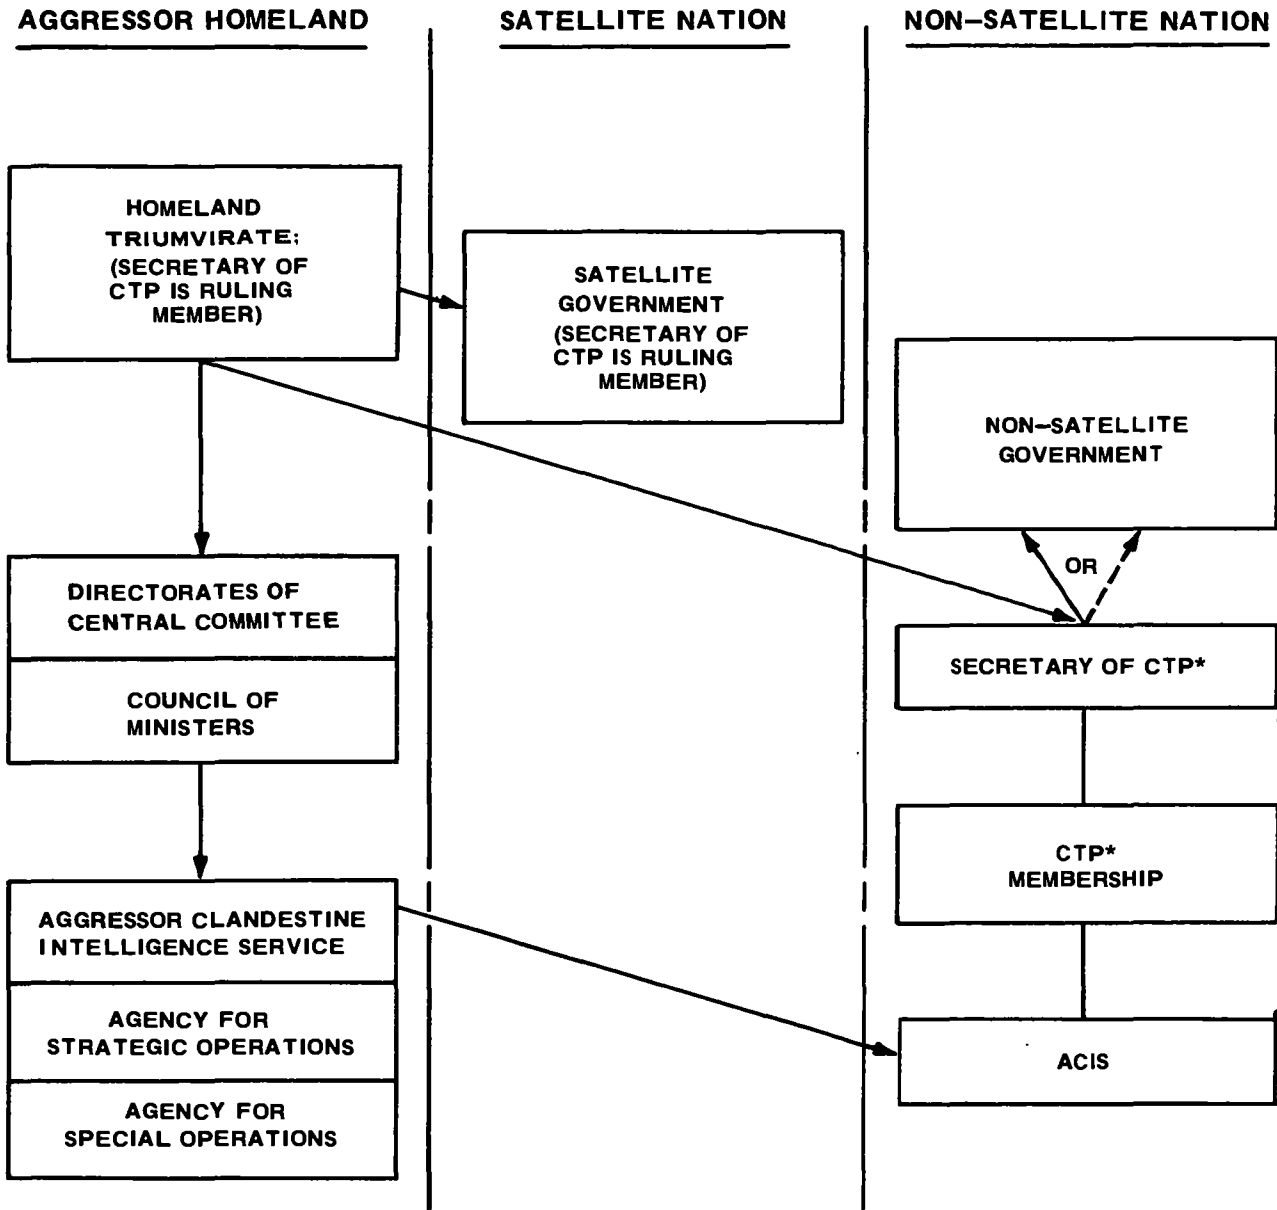 AGGRESSOR HOMELAND
SATELLITE NATION
NON–SATELLITE NATION
HOMELAND
TRIUMVIRATE;
(SECRETARY OF
CTP IS RULING
MEMBER)
SATELLITE
GOVERNMENT
(SECRETARY OF
CTP IS RULING
MEMBER)
NON–SATELLITE
GOVERNMENT
OR
DIRECTORATES OF
CENTRAL COMMITTEE
COUNCIL OF
MINISTERS
SECRETARY OF CTP*
CTP*
MEMBERSHIP
AGGRESSOR CLANDESTINE
INTELLIGENCE SERVICE
AGENCY FOR
STRATEGIC OPERATIONS
AGENCY FOR
SPECIAL OPERATIONS
ACIS